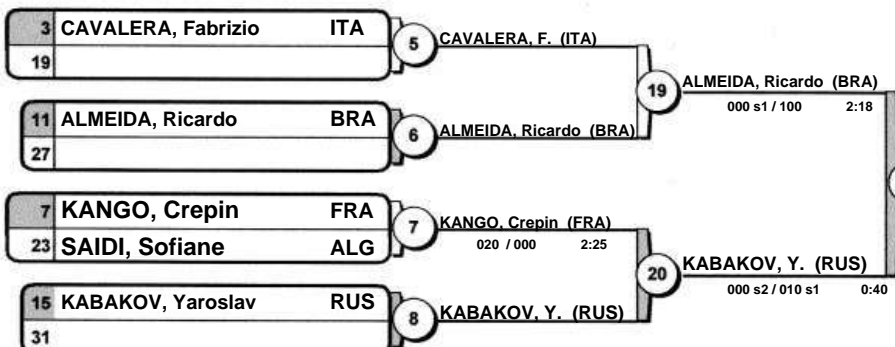 3 CAVALERA, Fabrizio ITA
19
5
CAVALERA, F. (ITA)
11 ALMEIDA, Ricardo BRA
27
6
ALMEIDA, Ricardo (BRA)
19
ALMEIDA, Ricardo (BRA)
000 s1 / 100 2:18
7 KANGO, Crepin FRA
23 SAIDI, Sofiane ALG
7
KANGO, Crepin (FRA)
020 / 000 2:25
15 KABAKOV, Yaroslav RUS
31
8
KABAKOV, Y. (RUS)
20
KABAKOV, Y. (RUS)
000 s2 / 010 s1 0:40